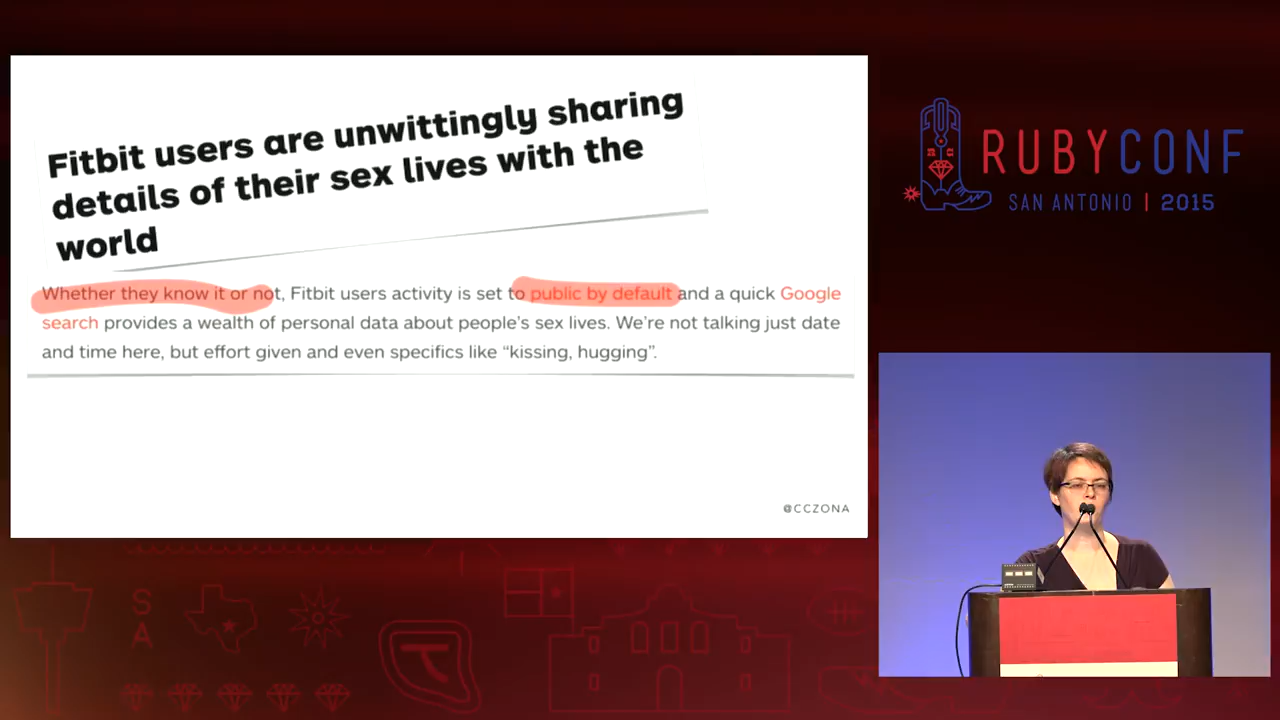 Fitbit users are unwittingly sharing
details of their sex lives with the
world
Whether they know it or not, Fitbit users activity is set to public by default and a quick Google
search provides a wealth of personal data about people's sex lives. We're not talking just date
and time here, but effort given and even specifics like “kissing, hugging”.
@CCZONA
RUBYCONF
SAN ANTONIO | 2015
S
A